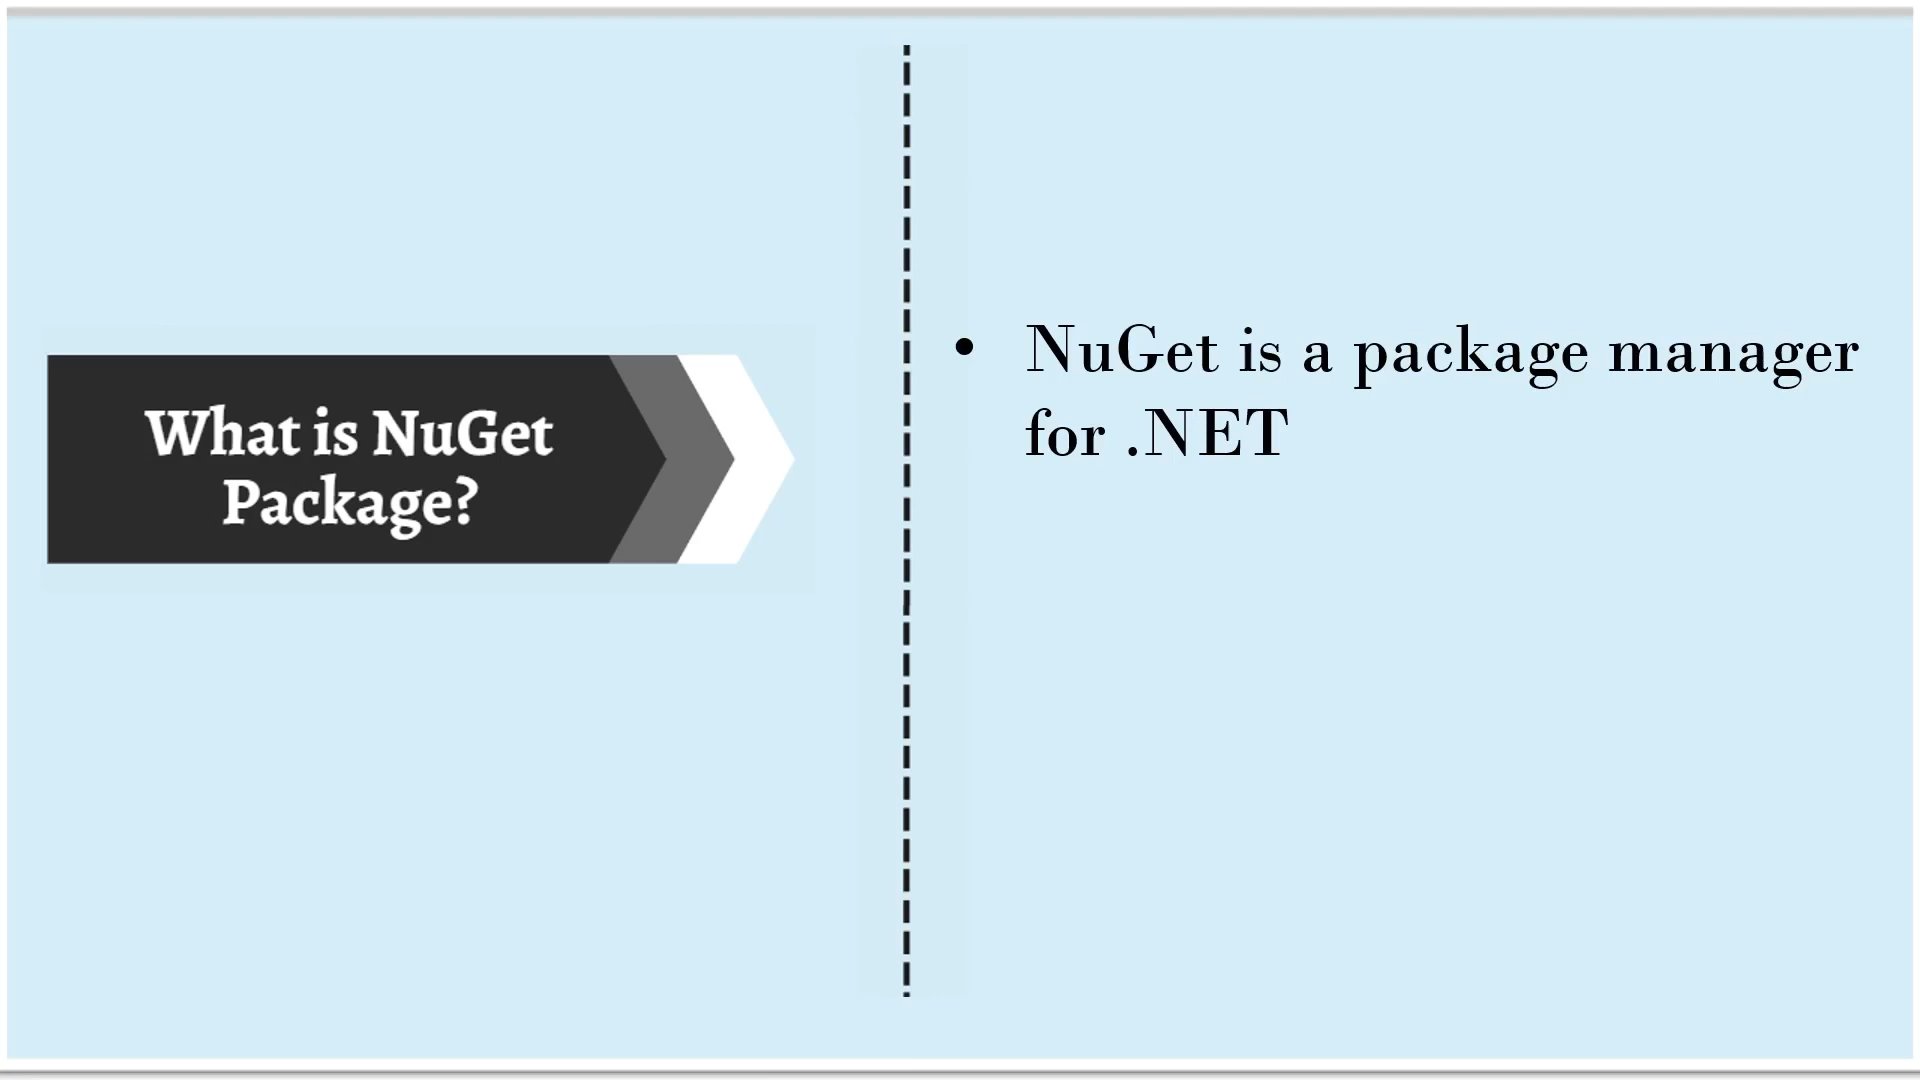 What is NuGet
Package?
• NuGet is a package manager
for .NET